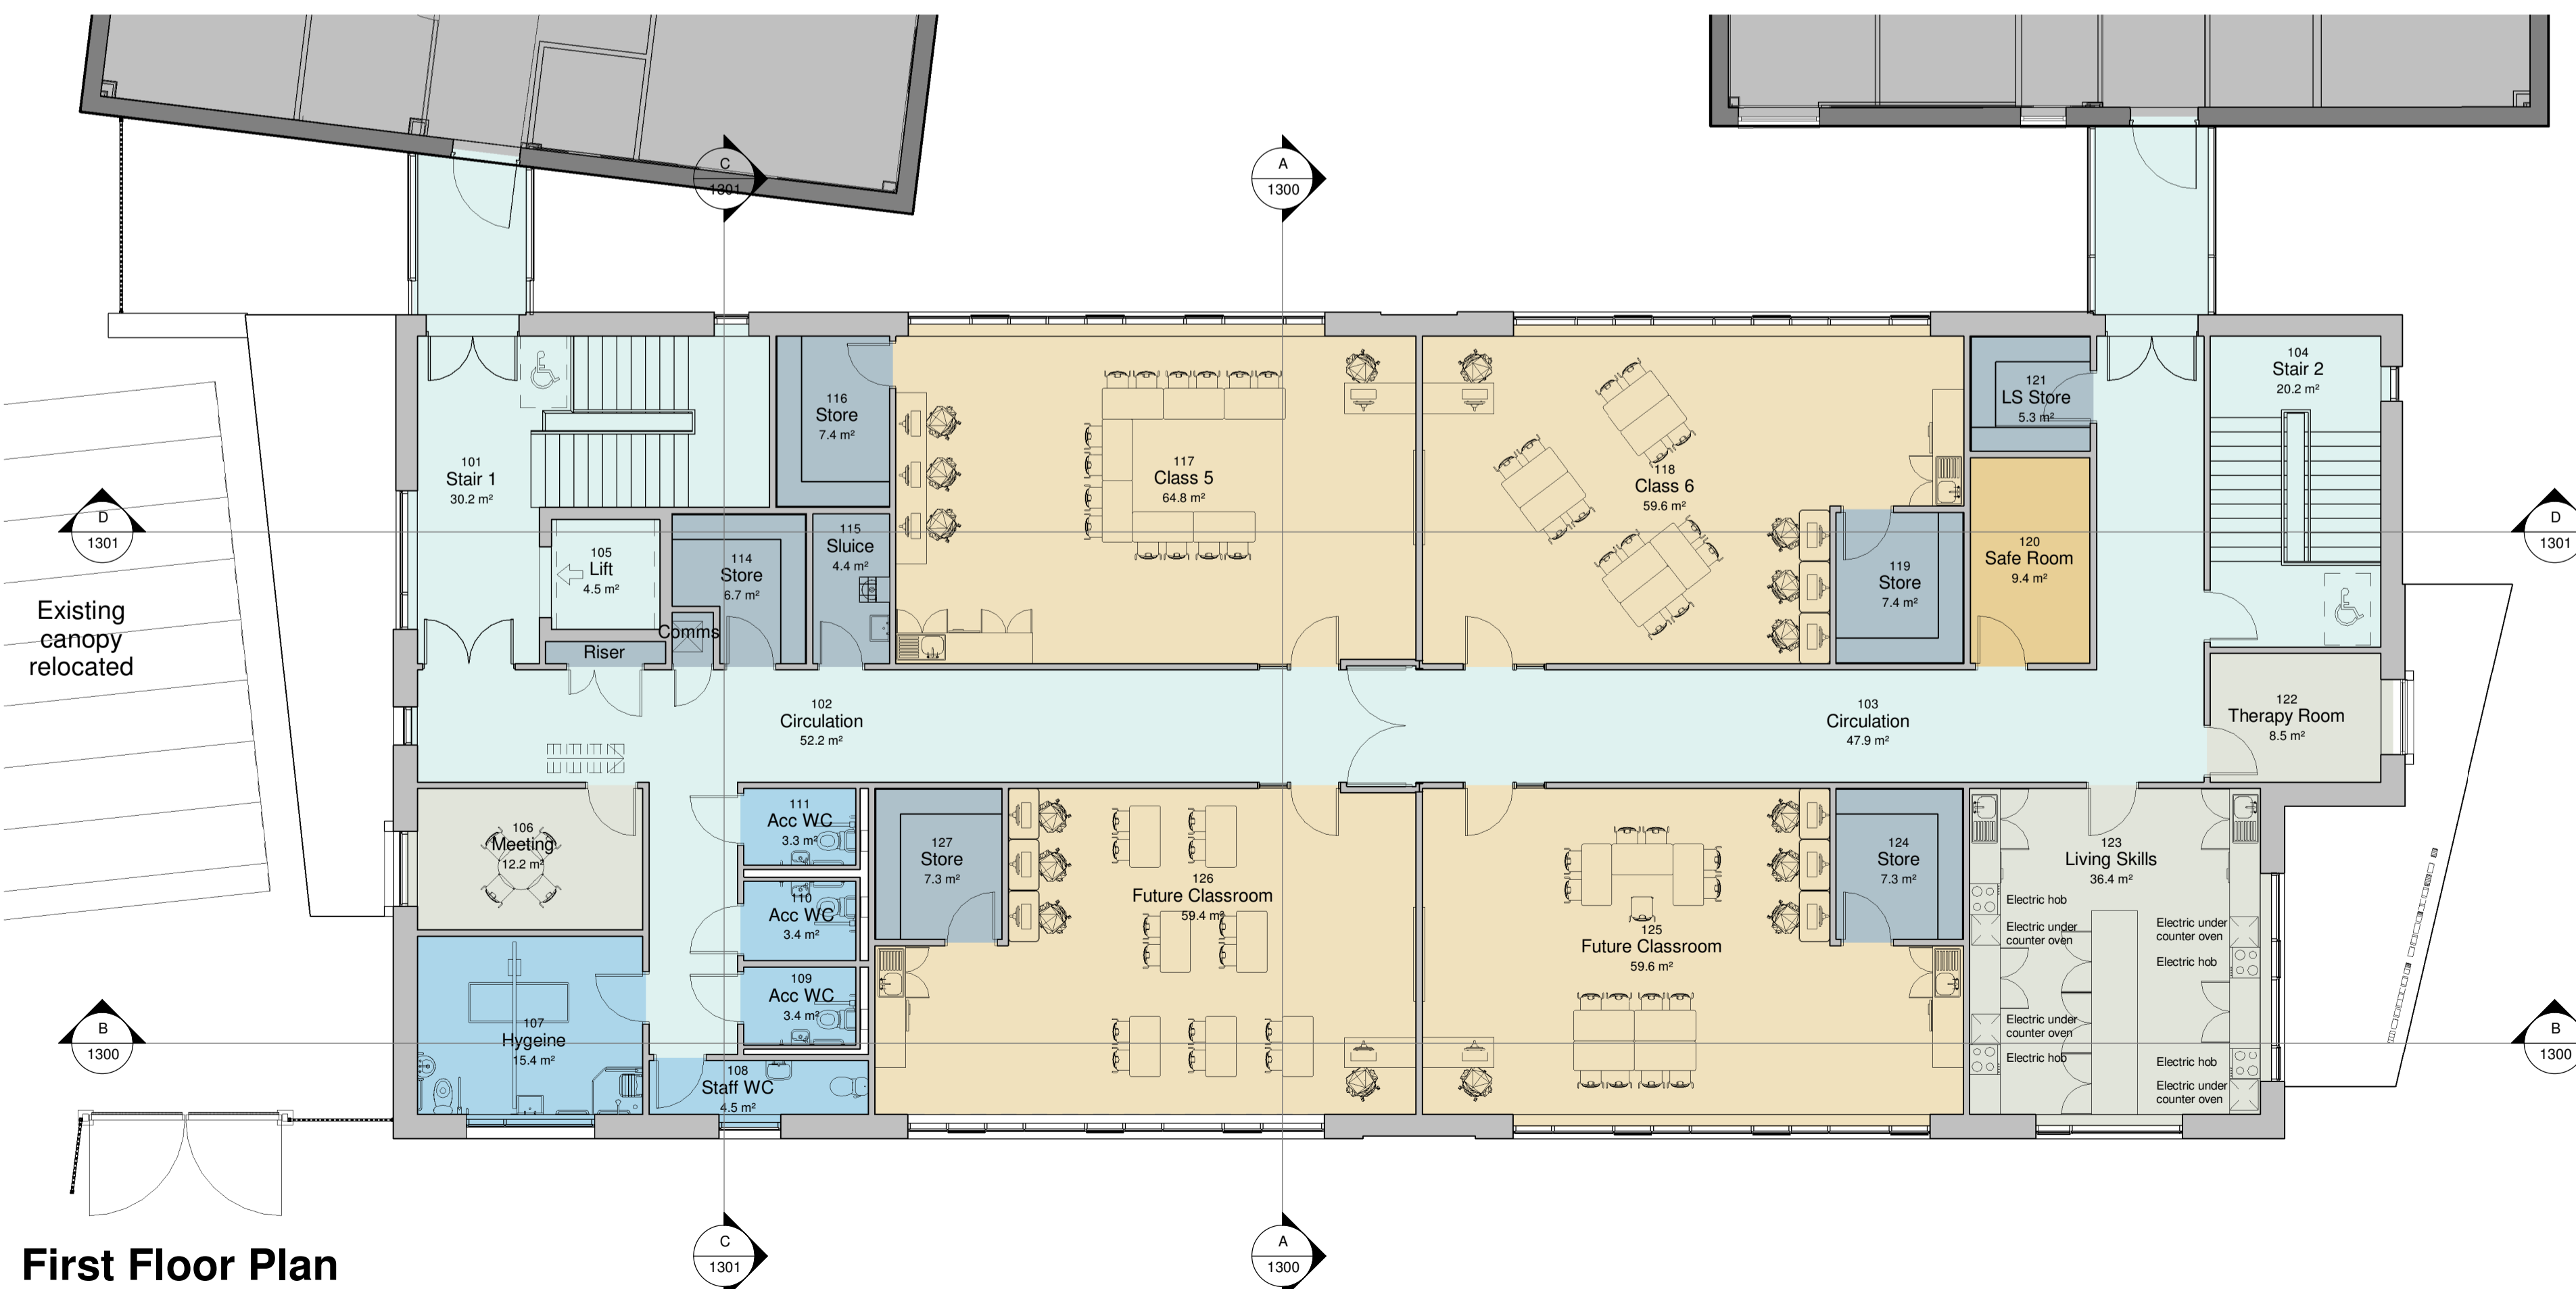 C
1301
A
1300
101
Stair 1
30.2 m²
116
Store
7.4 m²
117
Class 5
64.8 m²
118
Class 6
59.6 m²
121
LS Store
5.3 m²
104
Stair 2
20.2 m²
D
1301
105
Lift
4.5 m²
114
Store
6.7 m²
115
Sluice
4.4 m²
119
Store
7.4 m²
120
Safe Room
9.4 m²
D
1301
Existing
canopy
relocated
Riser
Comms
102
Circulation
52.2 m²
103
Circulation
47.9 m²
122
Therapy Room
8.5 m²
106
Meeting
12.2 m²
111
Acc WC
3.3 m²
110
Acc WC
3.4 m²
109
Acc WC
3.4 m²
127
Store
7.3 m²
126
Future Classroom
59.4 m²
125
Future Classroom
59.6 m²
124
Store
7.3 m²
123
Living Skills
36.4 m²
Electric hob
Electric under
counter oven
Electric under
counter oven
Electric hob
Electric under
counter oven
Electric hob
Electric hob
Electric under
counter oven
B
1300
107
Hygeine
15.4 m²
108
Staff WC
4.5 m²
B
1300
C
1301
A
1300
First Floor Plan